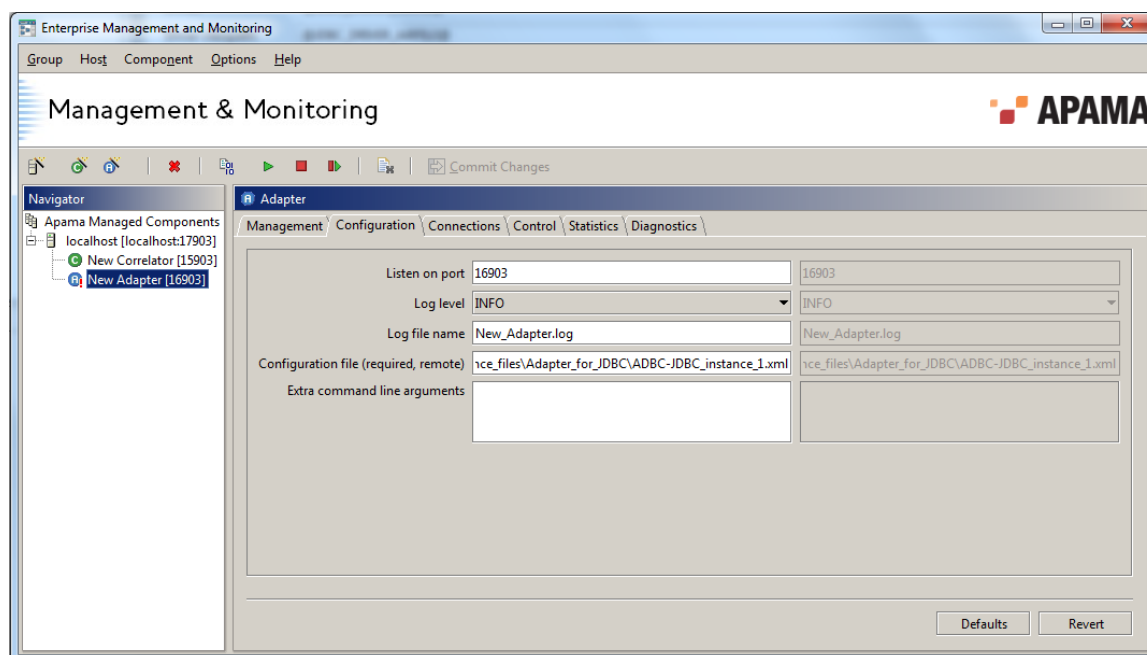 Enterprise Management and Monitoring
Group Host Component Options Help
Management & Monitoring
APAMA
Commit Changes
Navigator
Apama Managed Components
localhost [localhost:17903]
New Correlator [15903]
New Adapter [16903]
Adapter
Management Configuration Connections Control Statistics Diagnostics
Listen on port 16903 16903
Log level INFO INFO
Log file name New_Adapter.log New_Adapter.log
Configuration file (required, remote) nce_files\Adapter_for_JDBC\ADBC-JDBC_instance_1.xml nce_files\Adapter_for_JDBC\ADBC-JDBC_instance_1.xml
Extra command line arguments
Defaults Revert